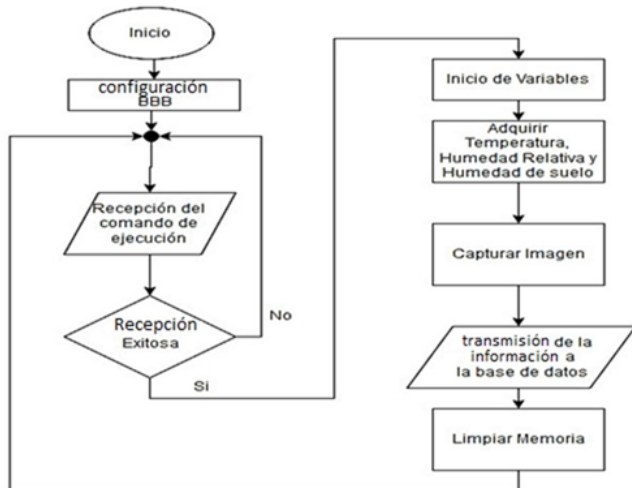 Inicio
configuración
BBB
Recepción del
comando de
ejecución
Recepción
Exitosa
No
Si
Inicio de Variables
Adquirir
Temperatura,
Humedad Relativa y
Humedad de suelo
Capturar Imagen
transmisión de la
información a
la base de datos
Limpiar Memoria